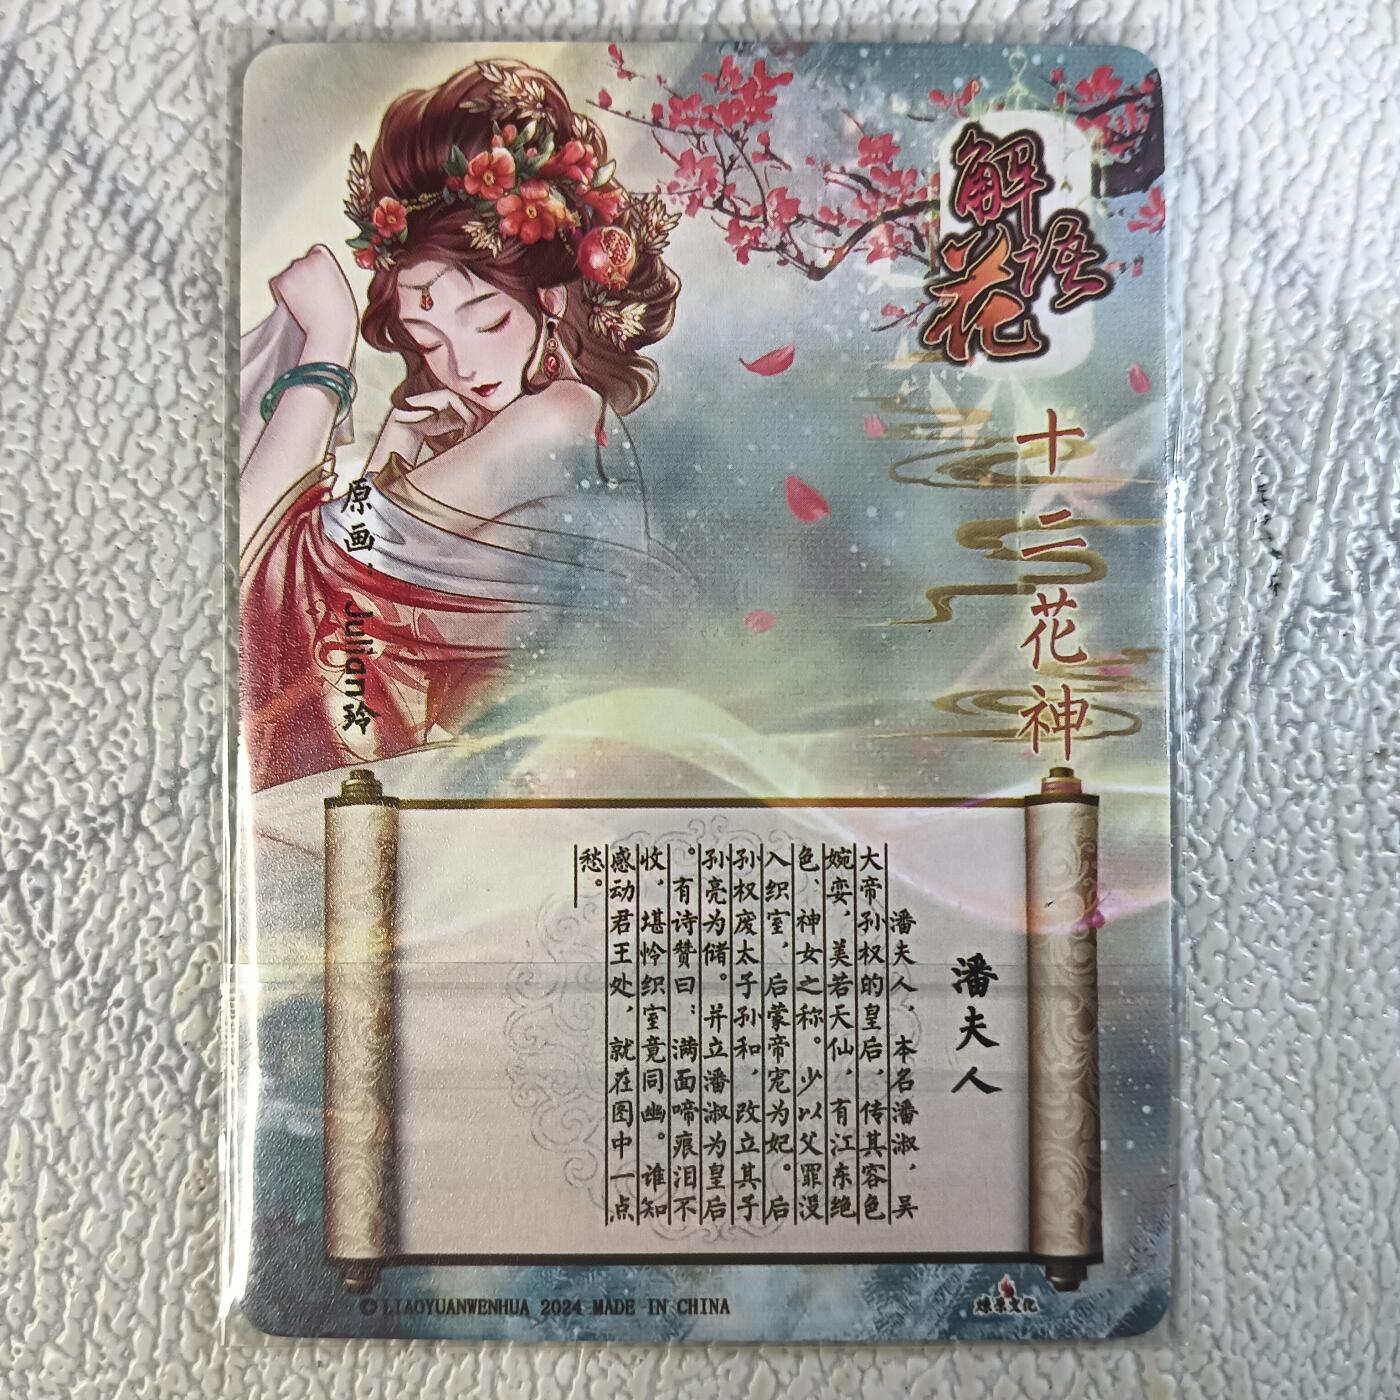 解语花
十二花神
原画：Julian玲
潘夫人
潘夫人，本名潘淑，吴
大帝孙权的皇后，传其容色
婉娈，美若天仙，有江东绝
色、神女之称。少以父罪没
入织室，后蒙帝宠为妃。后
孙权废太子孙和，改立其子
孙亮为储。并立潘淑为皇后
。有诗赞曰：满面啼痕泪不
收，堪怜织室竟同幽。谁知
感动君王处，就在图中一点
愁。
© LIAOYUANWENHUA 2024 MADE IN CHINA
燎原文化